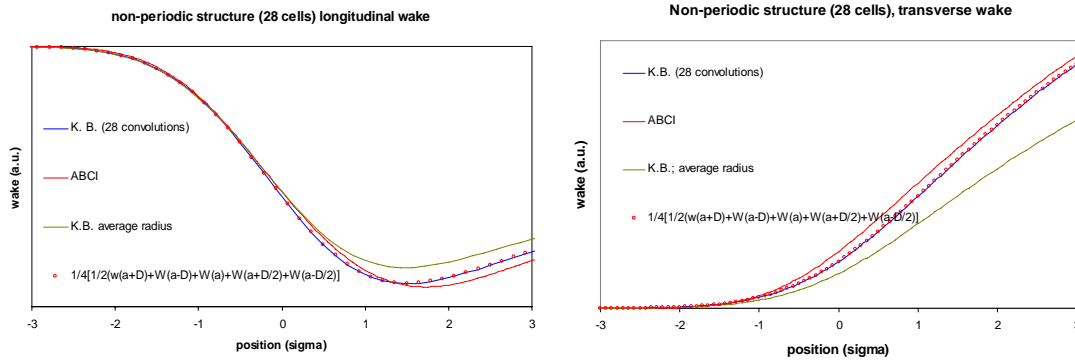 non-periodic structure (28 cells) longitudinal wake
wake (a.u.)
K. B. (28 convolutions)
ABCI
K.B. average radius
1/4[1/2(w(a+D)+W(a-D)+W(a)+W(a+D/2)+W(a-D/2)]
-3 -2 -1 0 1 2 3
position (sigma)
Non-periodic structure (28 cells), transverse wake
wake (a.u.)
K.B. (28 convolutions)
ABCI
K.B.; average radius
1/4[1/2(w(a+D)+W(a-D)+W(a)+W(a+D/2)+W(a-D/2)]
-3 -2 -1 0 1 2 3
position (sigma)